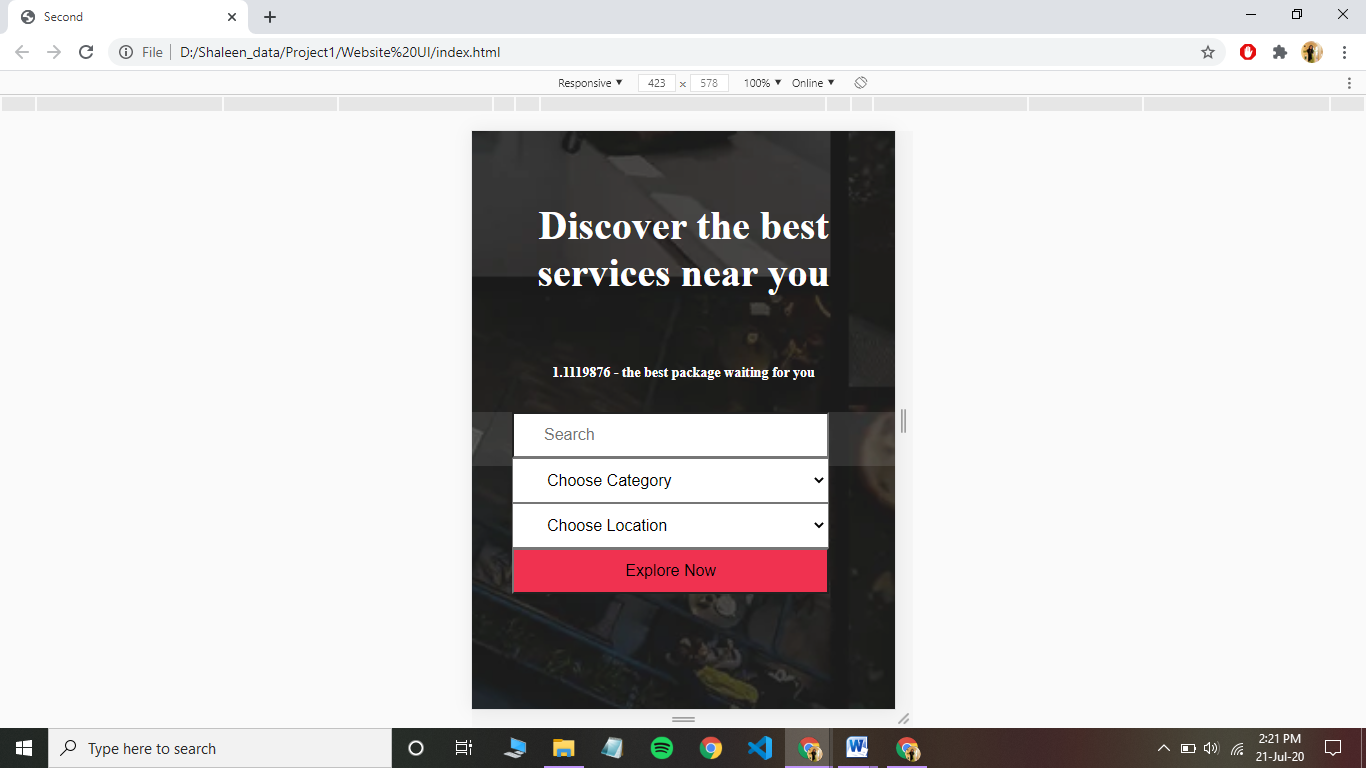 Second
File
D:/Shaleen_data/Project1/Website%20UI/index.html
Responsive 423 x 578 100% Online
Discover the best
services near you
1.1119876 - the best package waiting for you
Search
Choose Category
Choose Location
Explore Now
Type here to search
W
2:21 PM
21-Jul-20